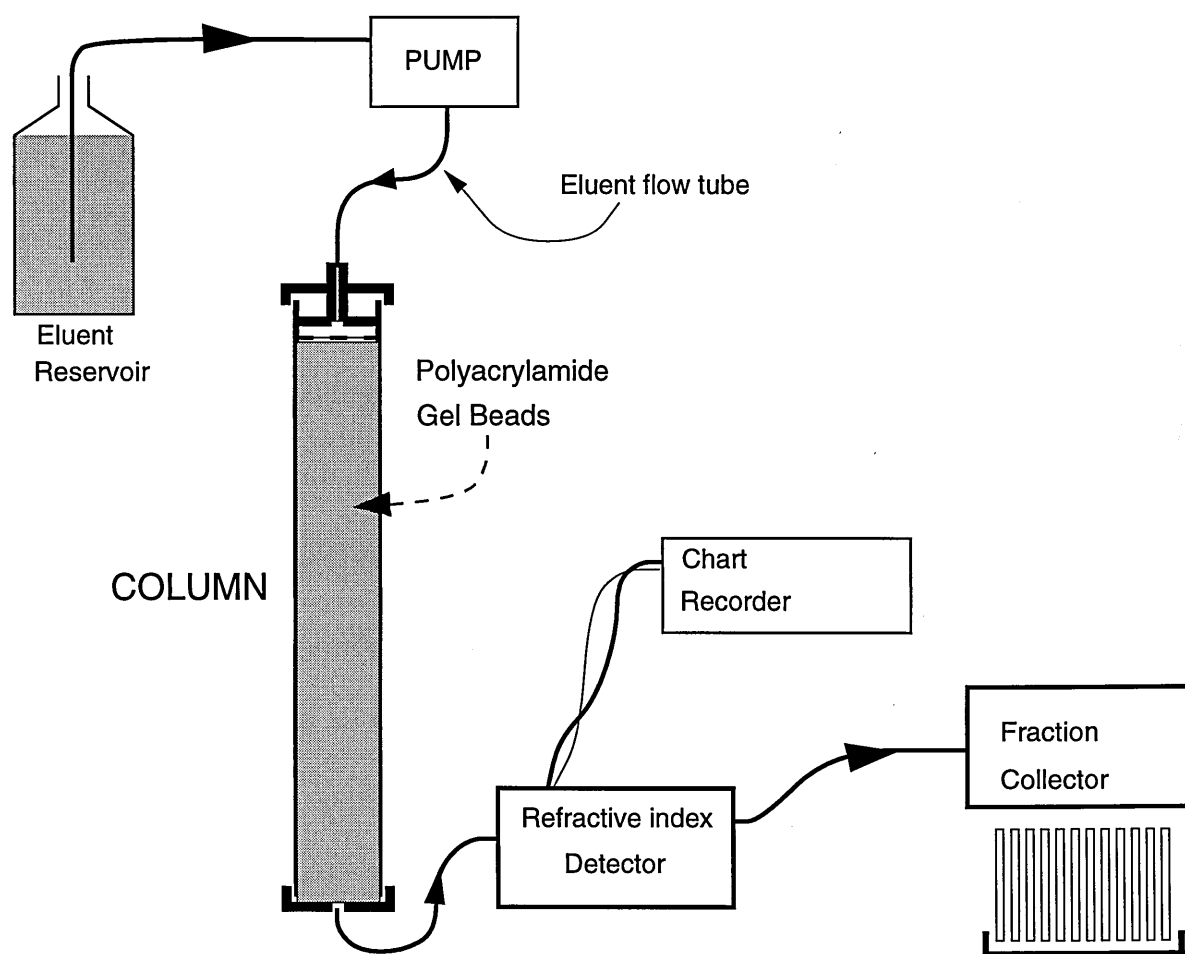 PUMP
Eluent flow tube
Eluent
Reservoir
Polyacrylamide
Gel Beads
COLUMN
Chart
Recorder
Fraction
Collector
Refractive index
Detector